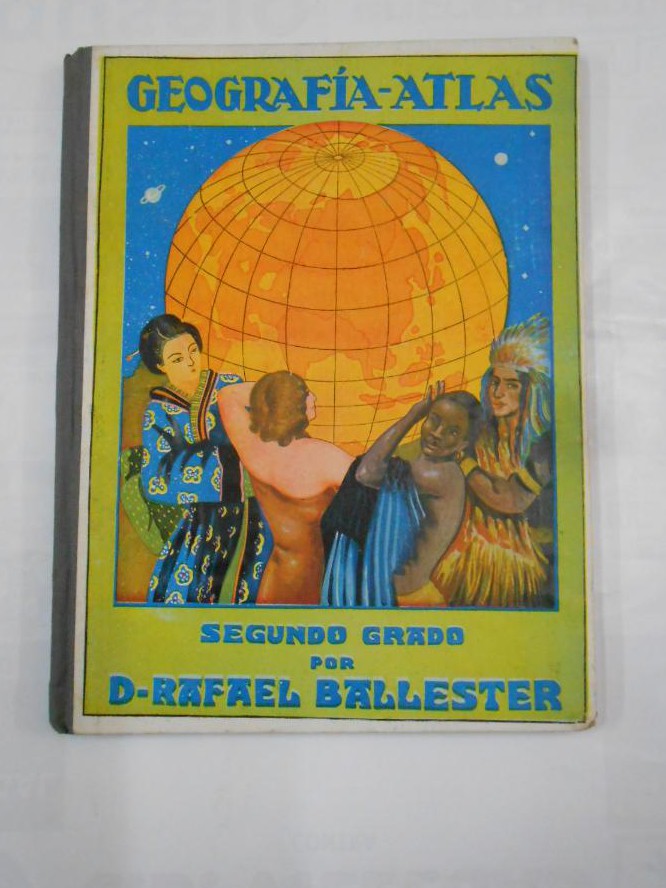 GEOGRAFÍA-ATLAS
SEGUNDO GRADO
POR
D-RAFAEL BALLESTER